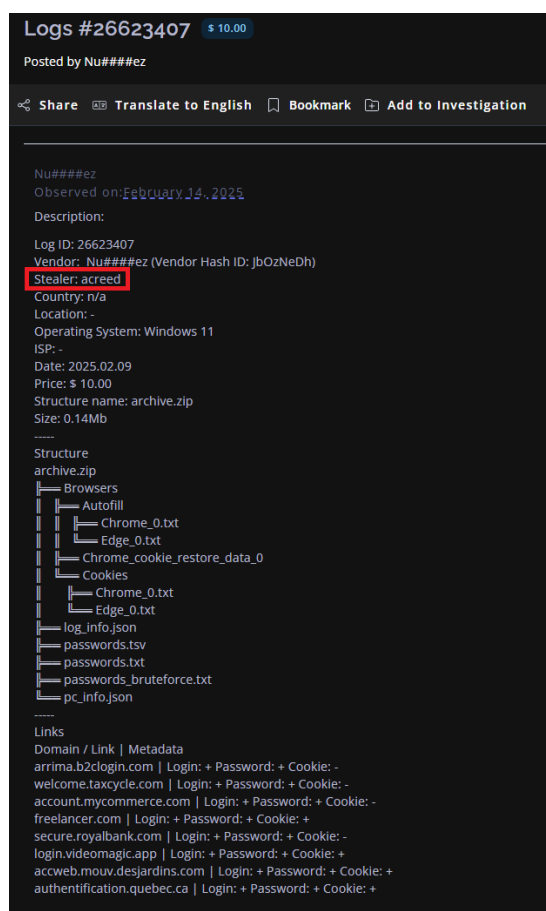 Logs #26623407 $ 10.00
Posted by Nu####ez
Share Translate to English Bookmark Add to Investigation
Nu####ez
Observed on:February 14, 2025
Description:
Log ID: 26623407
Vendor: Nu####ez (Vendor Hash ID: JbOzNeDh)
Stealer: acreed
Country: n/a
Location: -
Operating System: Windows 11
ISP: -
Date: 2025.02.09
Price: $ 10.00
Structure name: archive.zip
Size: 0.14Mb
-----
Structure
archive.zip
╠══ Browsers
║ ╠══ Autofill
║ ║ ╠══ Chrome_0.txt
║ ║ ╚══ Edge_0.txt
║ ╠══ Chrome_cookie_restore_data_0
║ ╚══ Cookies
║ ╠══ Chrome_0.txt
║ ╚══ Edge_0.txt
╠══ log_info.json
╠══ passwords.tsv
╠══ passwords.txt
╠══ passwords_bruteforce.txt
╚══ pc_info.json
-----
Links
Domain / Link | Metadata
arrima.b2clogin.com | Login: + Password: + Cookie: -
welcome.taxcycle.com | Login: + Password: + Cookie: -
account.mycommerce.com | Login: + Password: + Cookie: -
freelancer.com | Login: + Password: + Cookie: +
secure.royalbank.com | Login: + Password: + Cookie: -
login.videomagic.app | Login: + Password: + Cookie: +
accweb.mouv.desjardins.com | Login: + Password: + Cookie: +
authentification.quebec.ca | Login: + Password: + Cookie: +